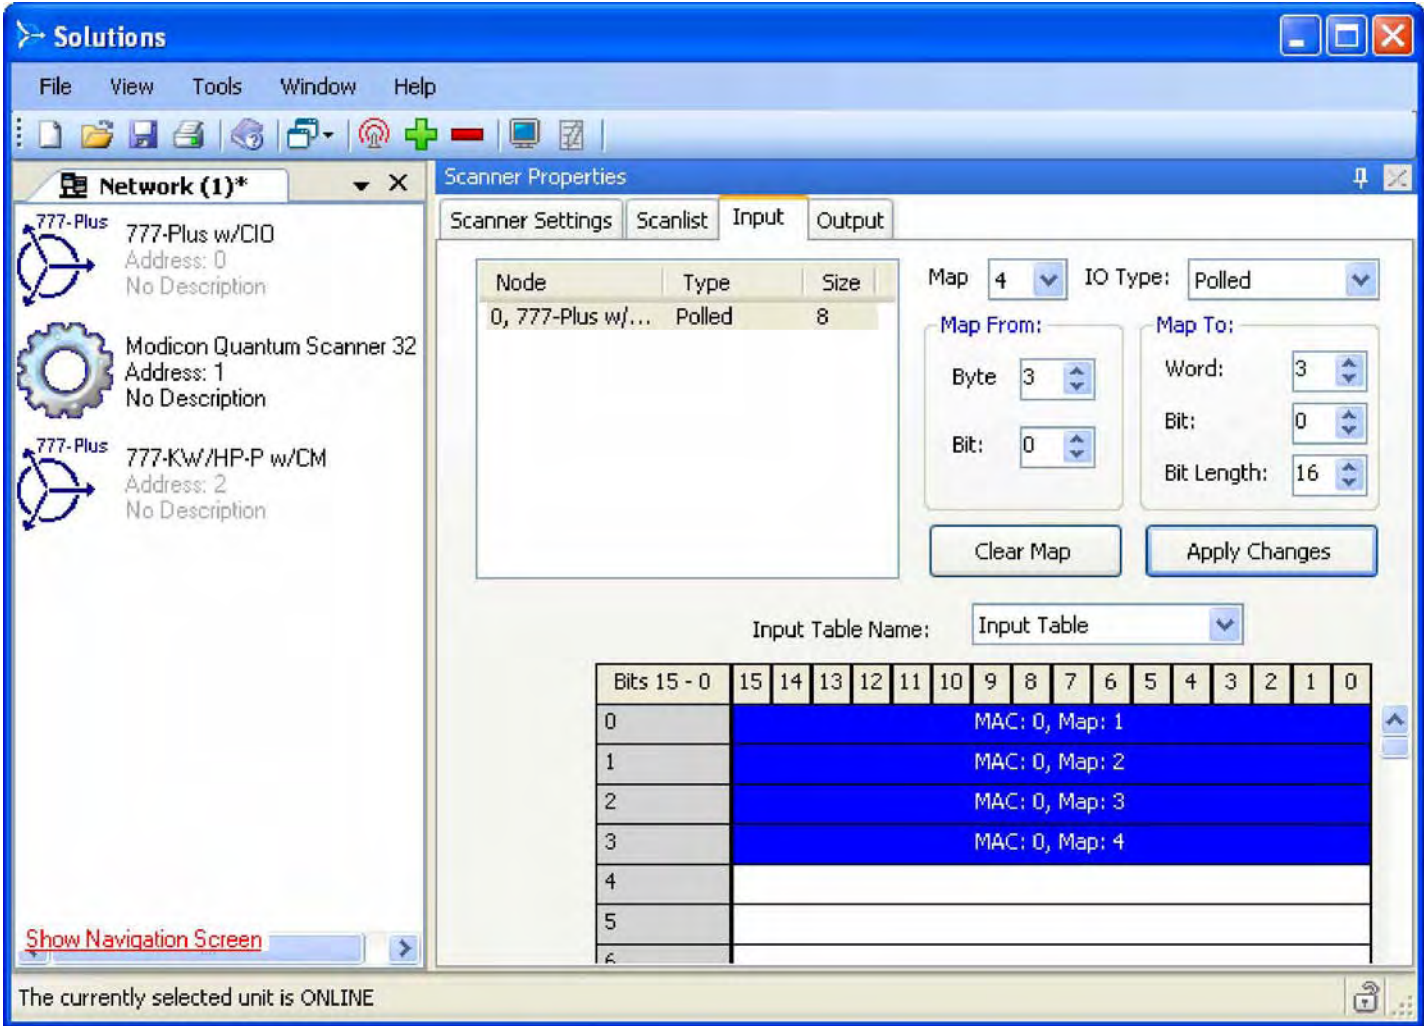 Solutions
File View Tools Window Help
Network (1)*
777-Plus
777-Plus w/CIO
Address: 0
No Description
Modicon Quantum Scanner 32
Address: 1
No Description
777-Plus
777-KW/HP-P w/CM
Address: 2
No Description
Show Navigation Screen
Scanner Properties
Scanner Settings Scanlist Input Output
Node Type Size
0, 777-Plus w/... Polled 8
Map 4 IO Type: Polled
Map From:
Byte 3
Bit: 0
Map To:
Word: 3
Bit: 0
Bit Length: 16
Clear Map Apply Changes
Input Table Name: Input Table
Bits 15 - 0 15 14 13 12 11 10 9 8 7 6 5 4 3 2 1 0
0 MAC: 0, Map: 1
1 MAC: 0, Map: 2
2 MAC: 0, Map: 3
3 MAC: 0, Map: 4
4
5
6
The currently selected unit is ONLINE